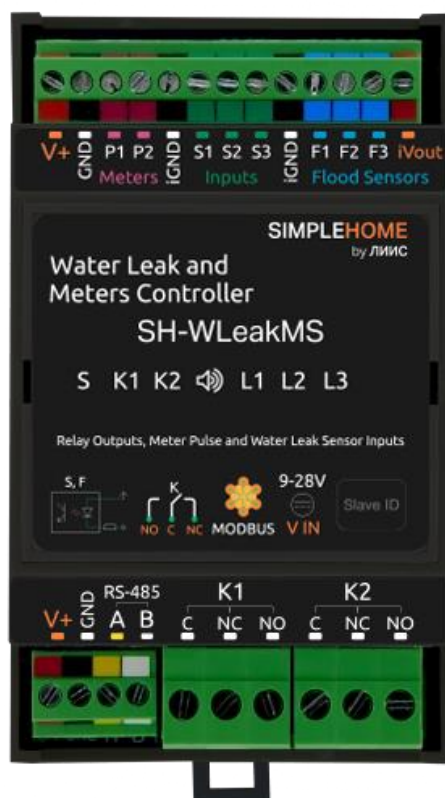 V+ GND P1 P2 iGND S1 S2 S3 iGND F1 F2 F3 iVout
Meters Inputs Flood Sensors
SIMPLEHOME
by ЛИИС
Water Leak and
Meters Controller
SH-WLeakMS
S K1 K2 L1 L2 L3
Relay Outputs, Meter Pulse and Water Leak Sensor Inputs
S, F K 9-28V
Slave ID
NO C NC MODBUS V IN
RS-485 K1 K2
V+ GND A B C NC NO C NC NO